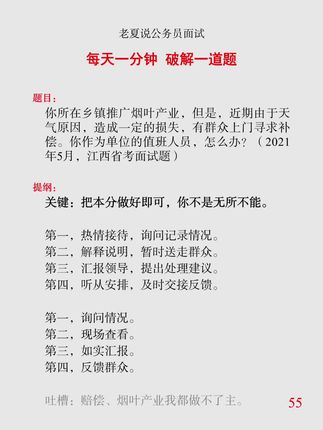 老夏说公务员面试
每天一分钟 破解一道题
题目：
你所在乡镇推广烟叶产业，但是，近期由于天
气原因，造成一定的损失，有群众上门寻求补
偿。你作为单位的值班人员，怎么办？（2021
年5月，江西省考面试题）
提纲：
关键：把本分做好即可，你不是无所不能。
第一，热情接待，询问记录情况。
第二，解释说明，暂时送走群众。
第三，汇报领导，提出处理建议。
第四，听从安排，及时交接反馈。
第一，询问情况。
第二，现场查看。
第三，如实汇报。
第四，反馈群众。
吐槽：赔偿、烟叶产业我都做不了主。
55